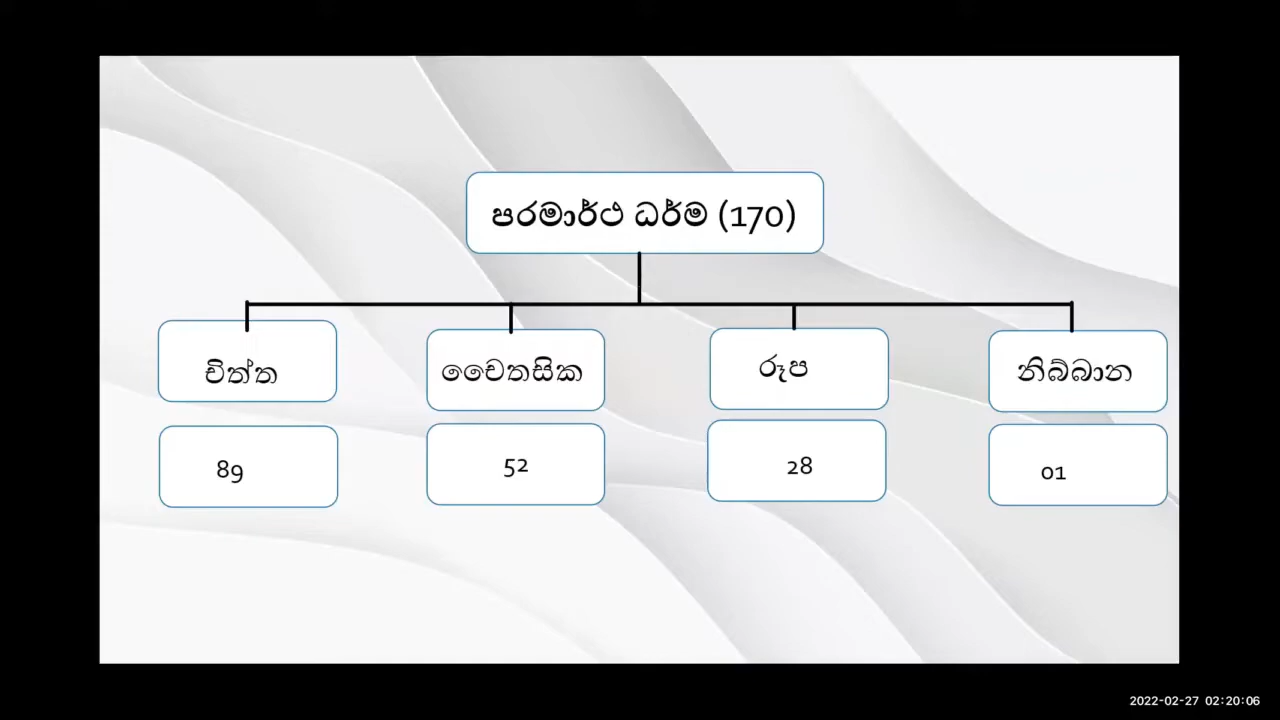 පරමාර්ථ ධර්ම (170)
චිත්ත
චෛතසික
රූප
නිබ්බාන
89
52
28
01
2022-02-27 02:20:06